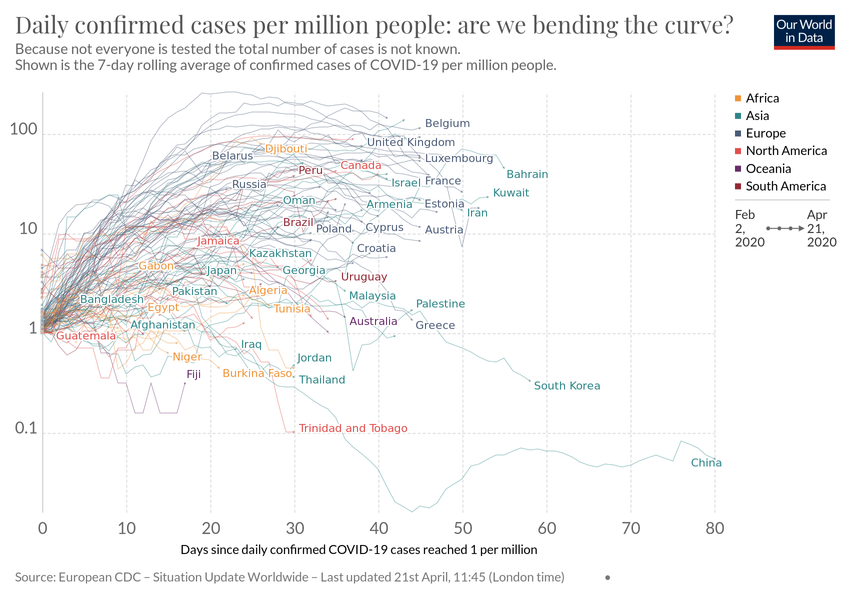 Daily confirmed cases per million people: are we bending the curve?
Because not everyone is tested the total number of cases is not known.
Shown is the 7-day rolling average of confirmed cases of COVID-19 per million people.
Our World
in Data
100
10
1
0.1
Belgium
United Kingdom
Djibouti
Belarus
Luxembourg
Peru
Canada
Bahrain
Russia
Israel
France
Kuwait
Oman
Armenia
Estonia
Iran
Brazil
Poland
Cyprus
Austria
Jamaica
Croatia
Kazakhstan
Gabon
Japan
Georgia
Uruguay
Pakistan
Algeria
Malaysia
Bangladesh
Egypt
Tunisia
Palestine
Afghanistan
Australia
Greece
Guatemala
Iraq
Niger
Jordan
Fiji
Burkina Faso
Thailand
South Korea
Trinidad and Tobago
China
Africa
Asia
Europe
North America
Oceania
South America
Feb
2,
2020
Apr
21,
2020
0
10
20
30
40
50
60
70
80
Days since daily confirmed COVID-19 cases reached 1 per million
Source: European CDC – Situation Update Worldwide – Last updated 21st April, 11:45 (London time)